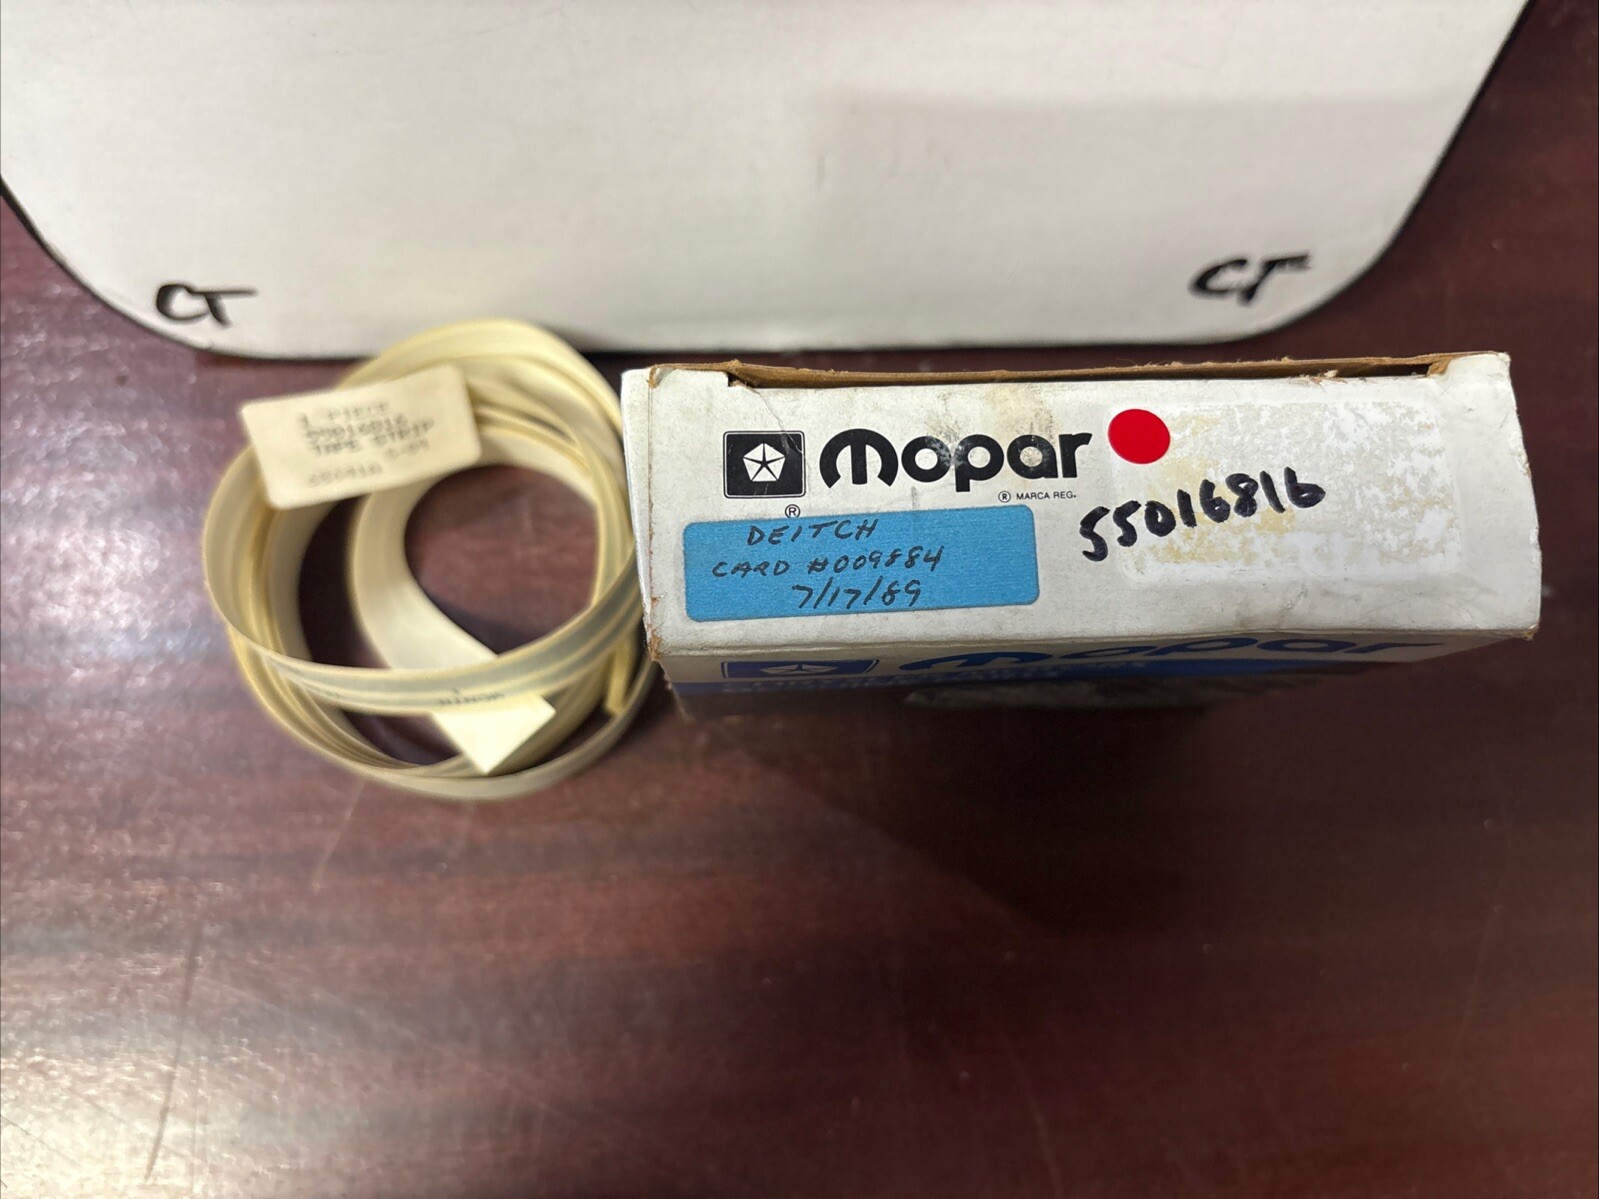 CT
CT
1 PIECE
55016816
TAPE STRIP
mopar
®
® MARCA REG.
DEITCH
CARD #009884
7/17/89
55016816
mopar